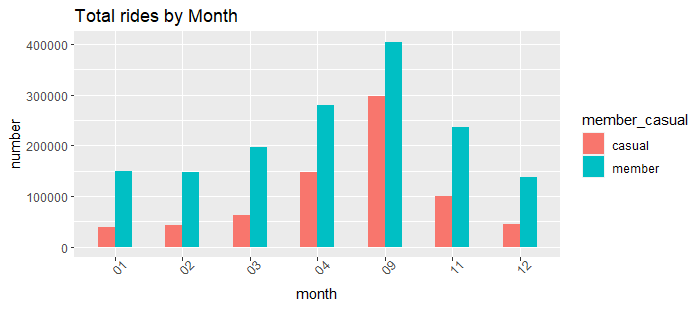 Total rides by Month
number
400000
300000
200000
100000
0
01
02
03
04
09
11
12
month
member_casual
casual
member